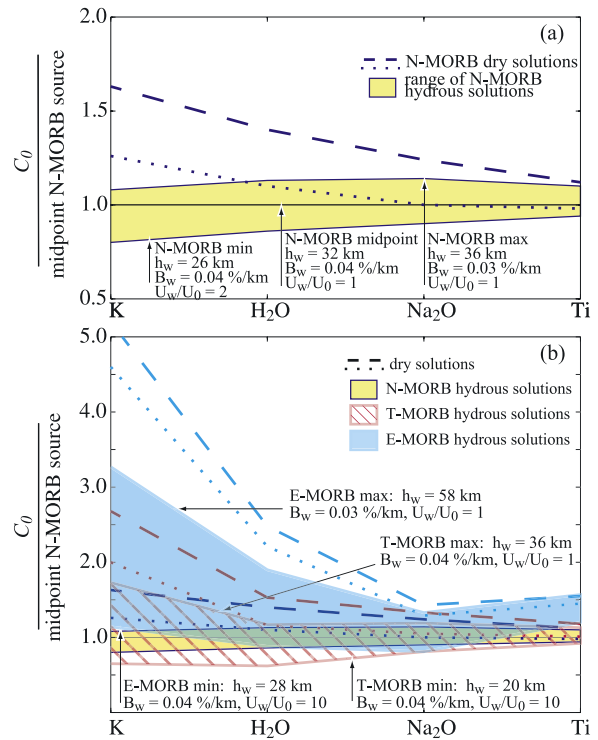 2.0
(a)
N-MORB dry solutions
range of N-MORB
hydrous solutions
1.5
C0
midpoint N-MORB source
1.0
N-MORB min
hw = 26 km
Bw = 0.04 %/km
Uw/U0 = 2
N-MORB midpoint
hw = 32 km
Bw = 0.04 %/km
Uw/U0 = 1
N-MORB max
hw = 36 km
Bw = 0.03 %/km
Uw/U0 = 1
0.5
K H2O Na2O Ti
5.0
(b)
dry solutions
N-MORB hydrous solutions
T-MORB hydrous solutions
E-MORB hydrous solutions
4.0
C0
midpoint N-MORB source
3.0
E-MORB max: hw = 58 km
Bw = 0.03 %/km, Uw/U0 = 1
T-MORB max: hw = 36 km
Bw = 0.04 %/km, Uw/U0 = 1
2.0
1.0
E-MORB min: hw = 28 km
Bw = 0.04 %/km, Uw/U0 = 10
T-MORB min: hw = 20 km
Bw = 0.04 %/km, Uw/U0 = 10
K H2O Na2O Ti